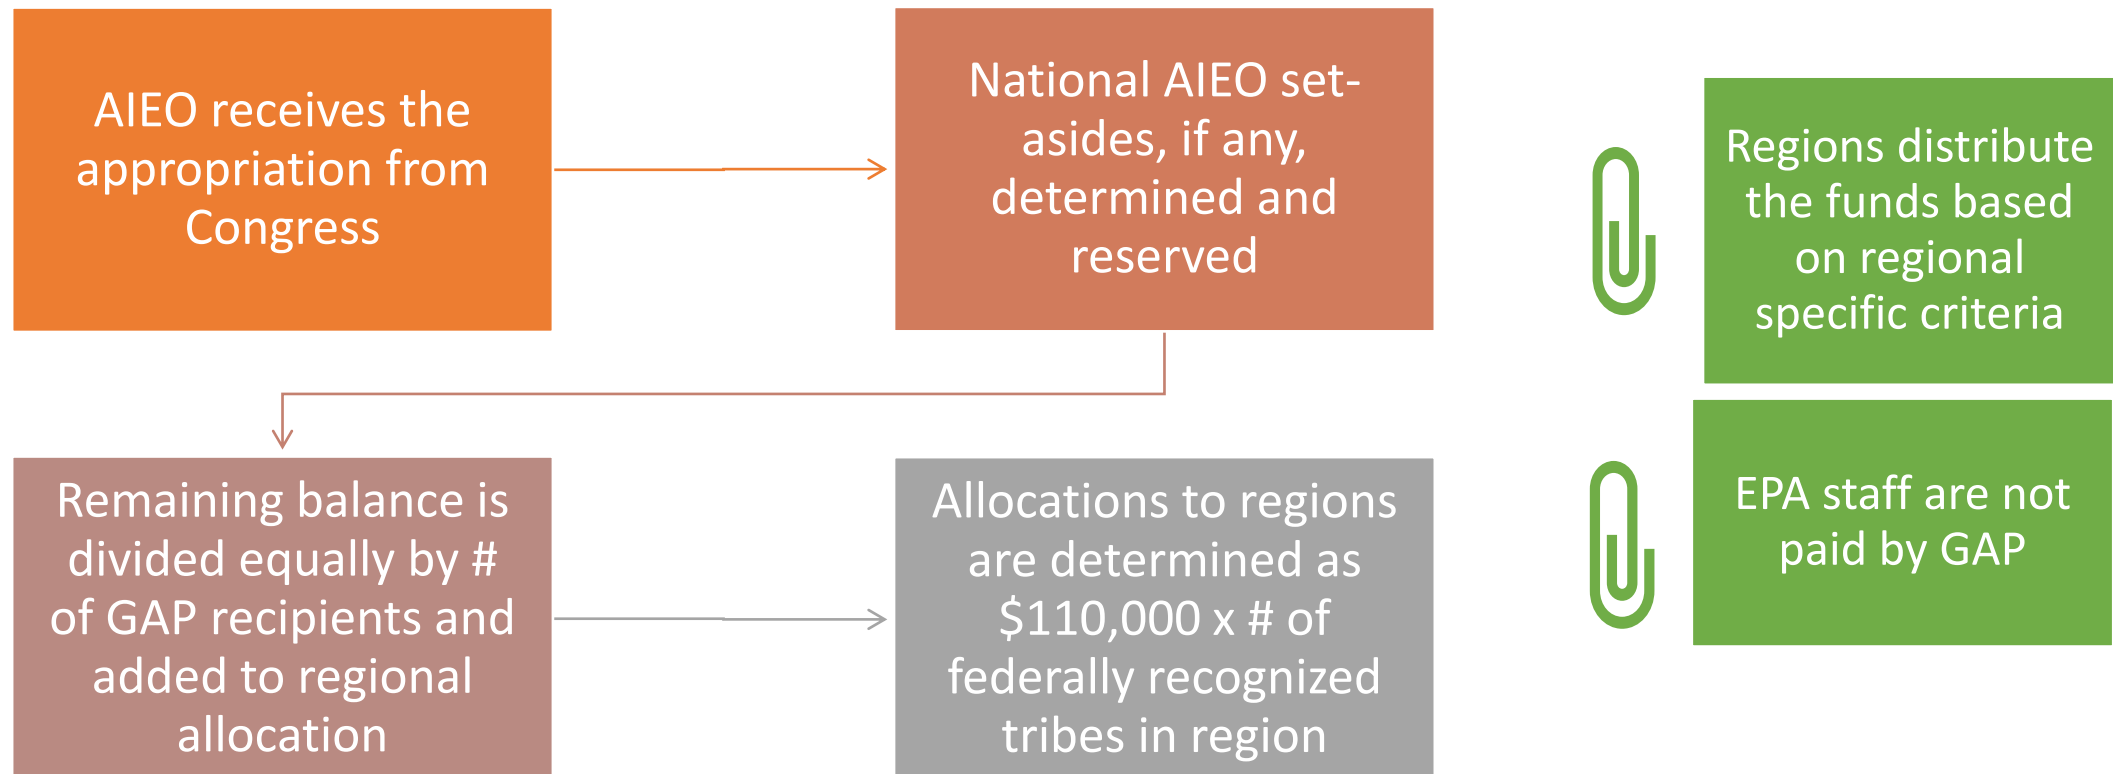 AIEO receives the
appropriation from
Congress
National AIEO set-
asides, if any,
determined and
reserved
Remaining balance is
divided equally by #
of GAP recipients and
added to regional
allocation
Allocations to regions
are determined as
$110,000 x # of
federally recognized
tribes in region
Regions distribute
the funds based
on regional
specific criteria
EPA staff are not
paid by GAP